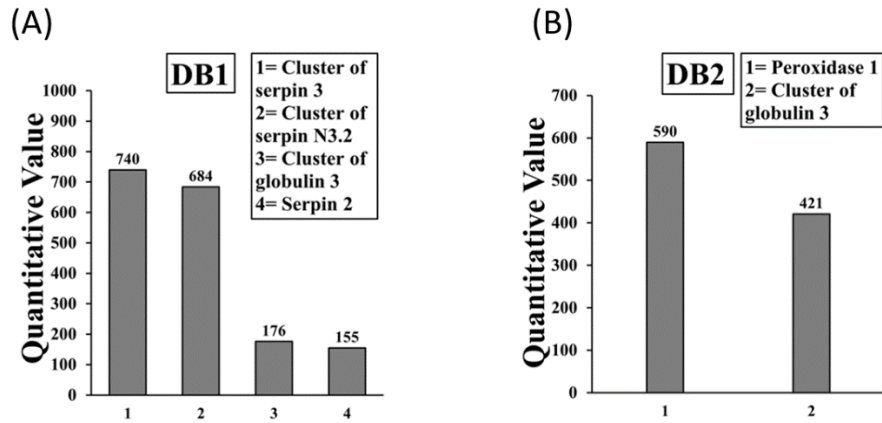 (A)
DB1
1= Cluster of
serpin 3
2= Cluster of
serpin N3.2
3= Cluster of
globulin 3
4= Serpin 2
Quantitative Value
1000
900
800
700
600
500
400
300
200
100
0
740
684
176
155
1 2 3 4
(B)
DB2
1= Peroxidase 1
2= Cluster of
globulin 3
Quantitative Value
700
600
500
400
300
200
100
0
590
421
1 2